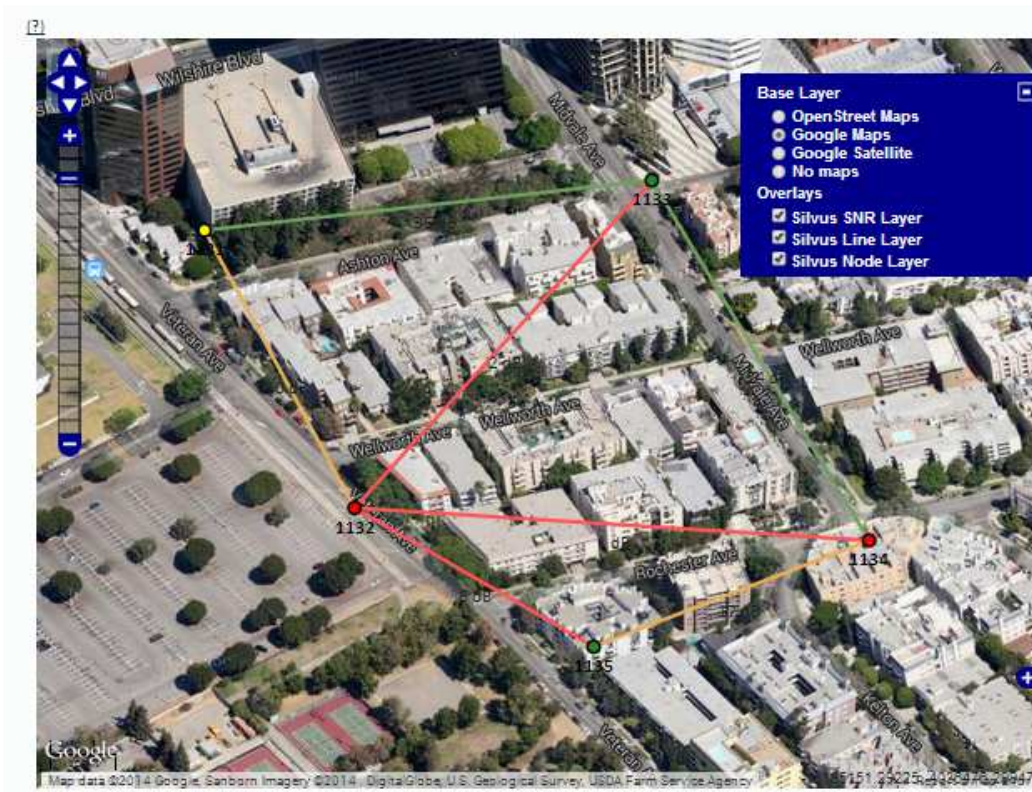 (?)
Wilshire Blvd
Blvd
Midvale Ave
Base Layer
OpenStreet Maps
Google Maps
Google Satellite
No maps
Overlays
Silvus SNR Layer
Silvus Line Layer
Silvus Node Layer
1133
Ashton Ave
Veteran Ave
Wellworth Ave
Midvale Ave
Wellworth Ave
Wellworth Ave
1132
1134
Rochester Ave
1135
Kelton Ave
Veteran
Google
Map data ©2014 Google, Sanborn Imagery ©2014 , DigitalGlobe, U.S. Geological Survey, USDA Farm Service Agency